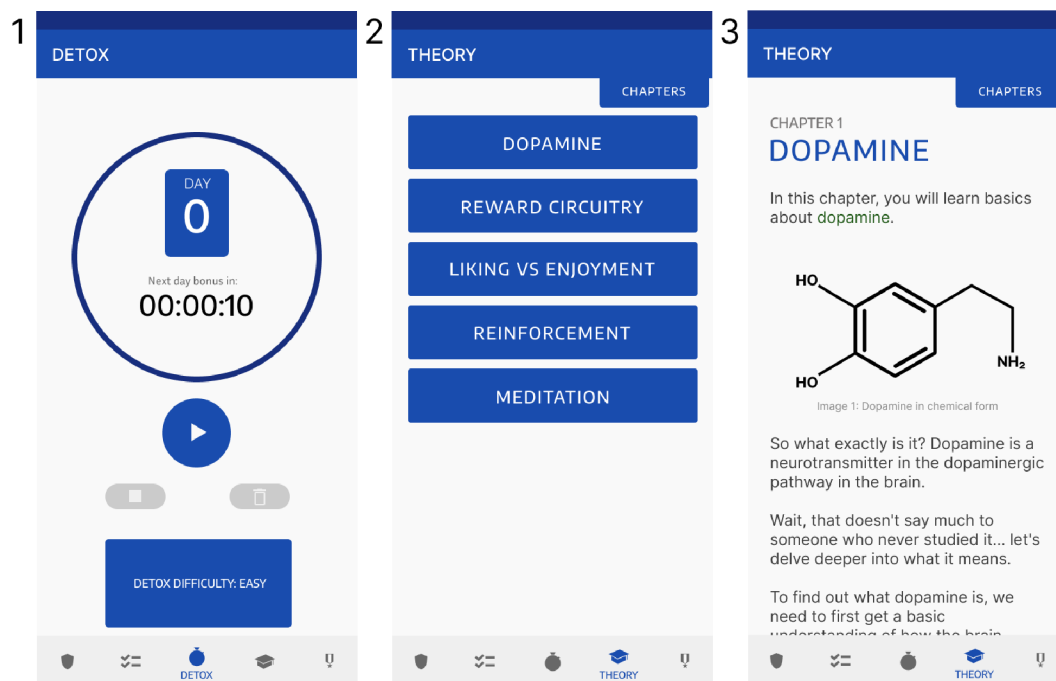 1
DETOX
DAY
0
Next day bonus in:
00:00:10
DETOX DIFFICULTY: EASY
DETOX
2
THEORY
CHAPTERS
DOPAMINE
REWARD CIRCUITRY
LIKING VS ENJOYMENT
REINFORCEMENT
MEDITATION
THEORY
3
THEORY
CHAPTERS
CHAPTER 1
DOPAMINE
In this chapter, you will learn basics
about dopamine.
HO
HO
NH₂
Image 1: Dopamine in chemical form
So what exactly is it? Dopamine is a
neurotransmitter in the dopaminergic
pathway in the brain.
Wait, that doesn't say much to
someone who never studied it... let's
delve deeper into what it means.
To find out what dopamine is, we
need to first get a basic
understanding of how the brain
THEORY